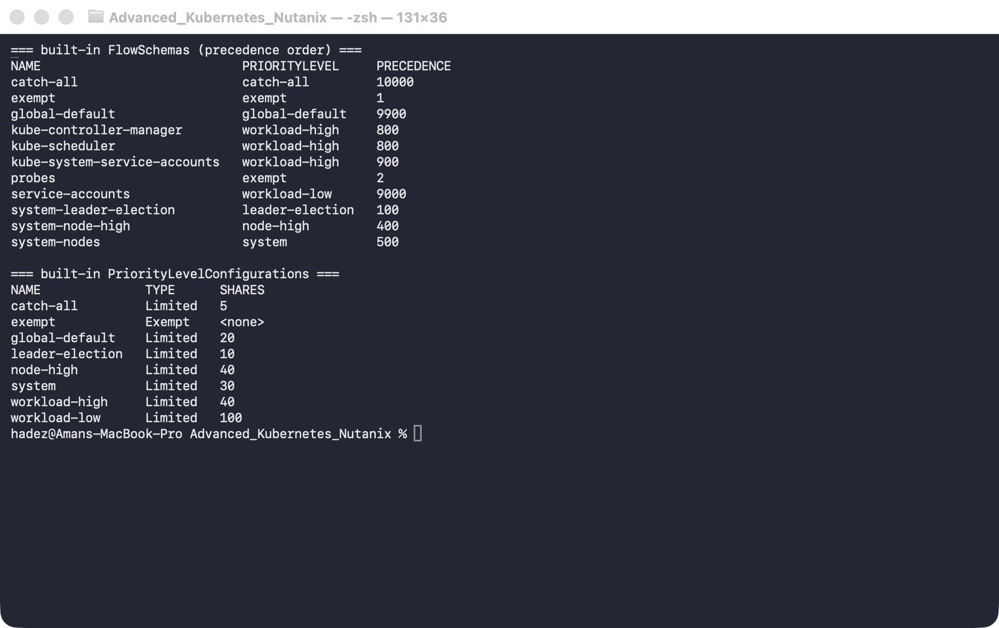 Advanced_Kubernetes_Nutanix — -zsh — 131×36
=== built-in FlowSchemas (precedence order) ===
NAME                           PRIORITYLEVEL     PRECEDENCE
catch-all                      catch-all         10000
exempt                         exempt            1
global-default                 global-default    9900
kube-controller-manager        workload-high     800
kube-scheduler                 workload-high     800
kube-system-service-accounts   workload-high     900
probes                         exempt            2
service-accounts               workload-low      9000
system-leader-election         leader-election   100
system-node-high               node-high         400
system-nodes                   system            500

=== built-in PriorityLevelConfigurations ===
NAME              TYPE      SHARES
catch-all         Limited   5
exempt            Exempt    <none>
global-default    Limited   20
leader-election   Limited   10
node-high         Limited   40
system            Limited   30
workload-high     Limited   40
workload-low      Limited   100
hadez@Amans-MacBook-Pro Advanced_Kubernetes_Nutanix %